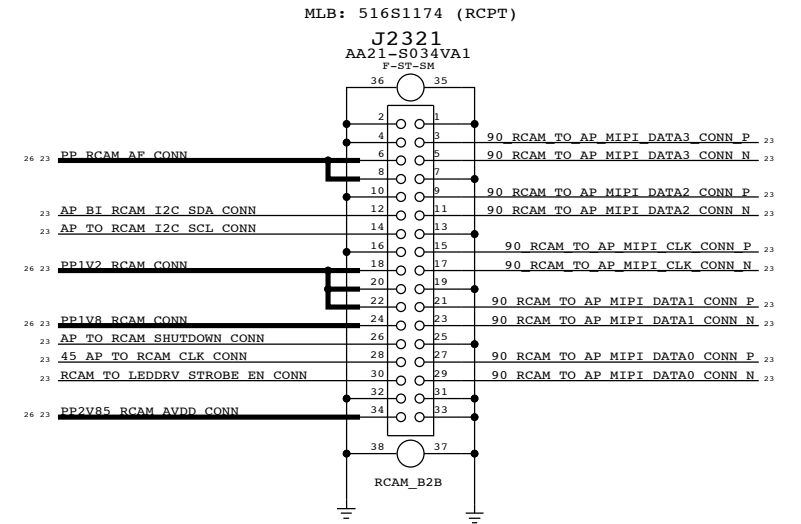 MLB: 516S1174 (RCPT)
J2321
AA21-S034VA1
F-ST-SM
36 35
2 1
4 3 90_RCAM_TO_AP_MIPI_DATA3_CONN_P 23
26 23 PP_RCAM_AF_CONN 6 5 90_RCAM_TO_AP_MIPI_DATA3_CONN_N 23
8 7
10 9 90_RCAM_TO_AP_MIPI_DATA2_CONN_P 23
23 AP_BI_RCAM_I2C_SDA_CONN 12 11 90_RCAM_TO_AP_MIPI_DATA2_CONN_N 23
23 AP_TO_RCAM_I2C_SCL_CONN 14 13
16 15 90_RCAM_TO_AP_MIPI_CLK_CONN_P 23
26 23 PP1V2_RCAM_CONN 18 17 90_RCAM_TO_AP_MIPI_CLK_CONN_N 23
20 19
22 21 90_RCAM_TO_AP_MIPI_DATA1_CONN_P 23
26 23 PP1V8_RCAM_CONN 24 23 90_RCAM_TO_AP_MIPI_DATA1_CONN_N 23
23 AP_TO_RCAM_SHUTDOWN_CONN 26 25
23 45_AP_TO_RCAM_CLK_CONN 28 27 90_RCAM_TO_AP_MIPI_DATA0_CONN_P 23
23 RCAM_TO_LEDDRV_STROBE_EN_CONN 30 29 90_RCAM_TO_AP_MIPI_DATA0_CONN_N 23
32 31
26 23 PP2V85_RCAM_AVDD_CONN 34 33
38 37
RCAM_B2B